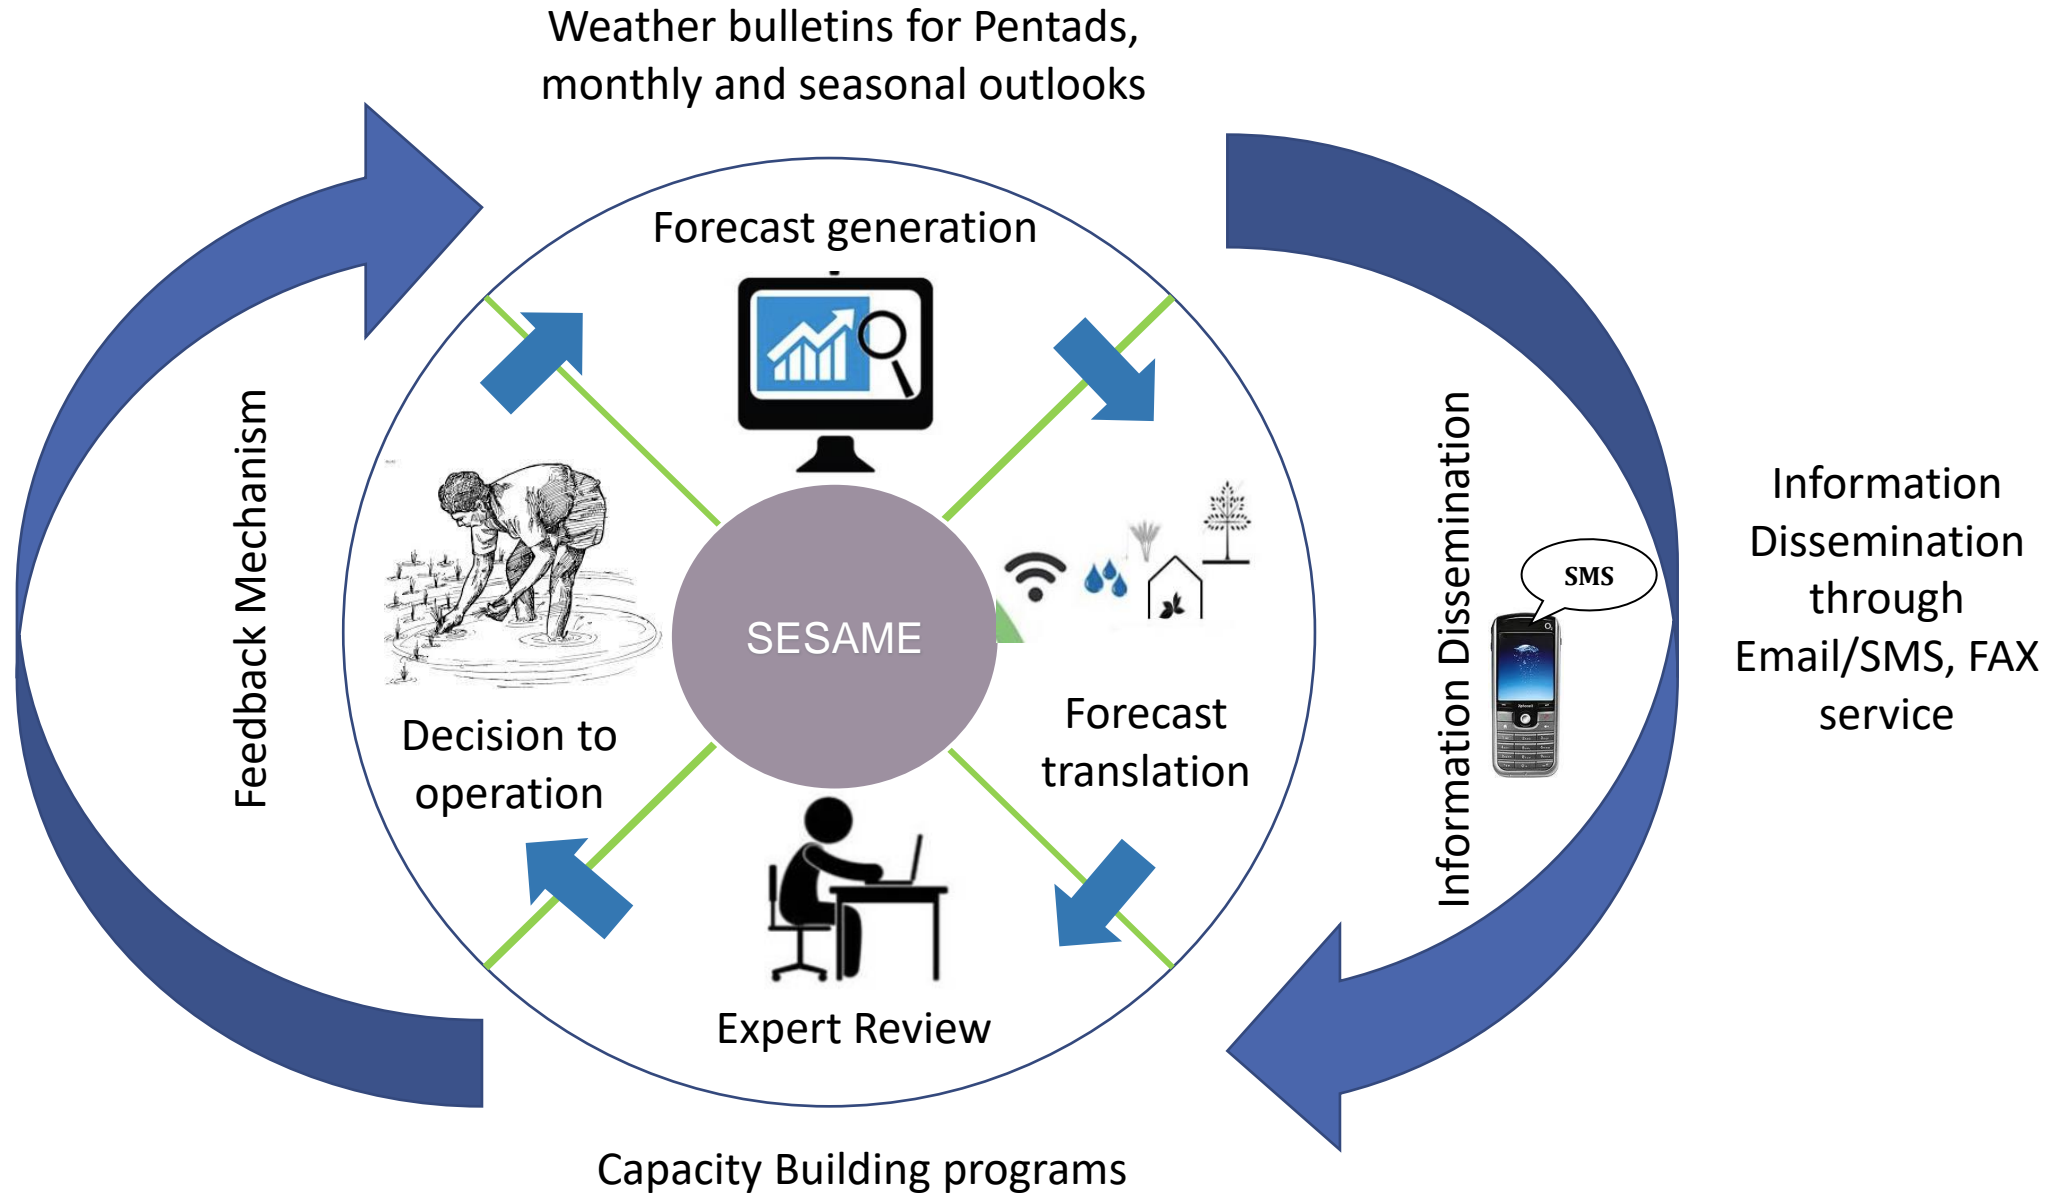 Weather bulletins for Pentads,
monthly and seasonal outlooks
Forecast generation
Feedback Mechanism
SESAME
Decision to
operation
Forecast
translation
Expert Review
Information Dissemination
SMS
Information
Dissemination
through
Email/SMS, FAX
service
Capacity Building programs